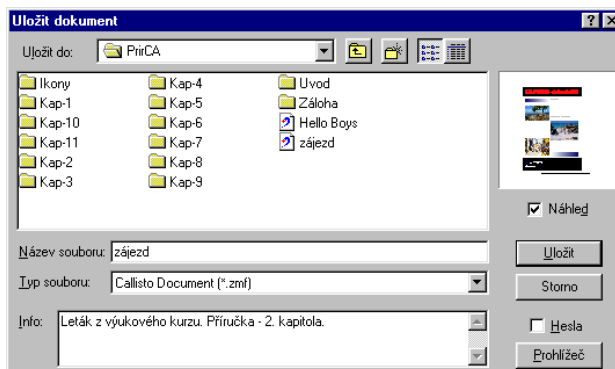 Uložit dokument
Uložit do: PrirCA
Ikony Kap-4 Uvod
Kap-1 Kap-5 Záloha
Kap-10 Kap-6 Hello Boys
Kap-11 Kap-7 zájezd
Kap-2 Kap-8
Kap-3 Kap-9
Náhled
Název souboru: zájezd Uložit
Typ souboru: Callisto Document (*.zmf) Storno
Info: Leták z výukového kurzu. Příručka - 2. kapitola. Hesla
Prohlížeč